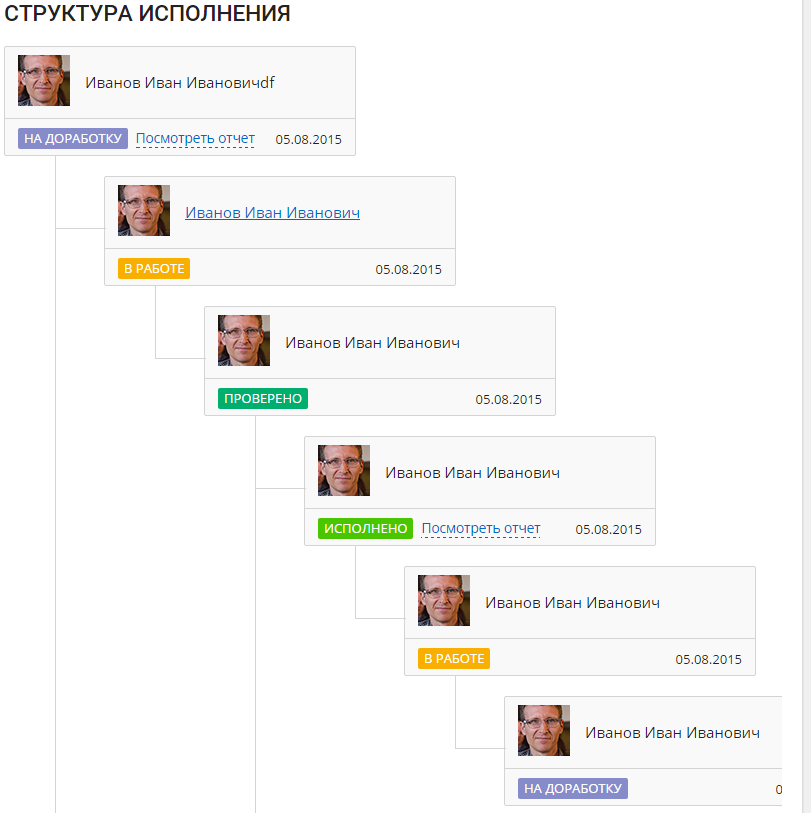 СТРУКТУРА ИСПОЛНЕНИЯ
Иванов Иван Ивановичdf
НА ДОРАБОТКУ Посмотреть отчет 05.08.2015
Иванов Иван Иванович
В РАБОТЕ 05.08.2015
Иванов Иван Иванович
ПРОВЕРЕНО 05.08.2015
Иванов Иван Иванович
ИСПОЛНЕНО Посмотреть отчет 05.08.2015
Иванов Иван Иванович
В РАБОТЕ 05.08.2015
Иванов Иван Иванович
НА ДОРАБОТКУ